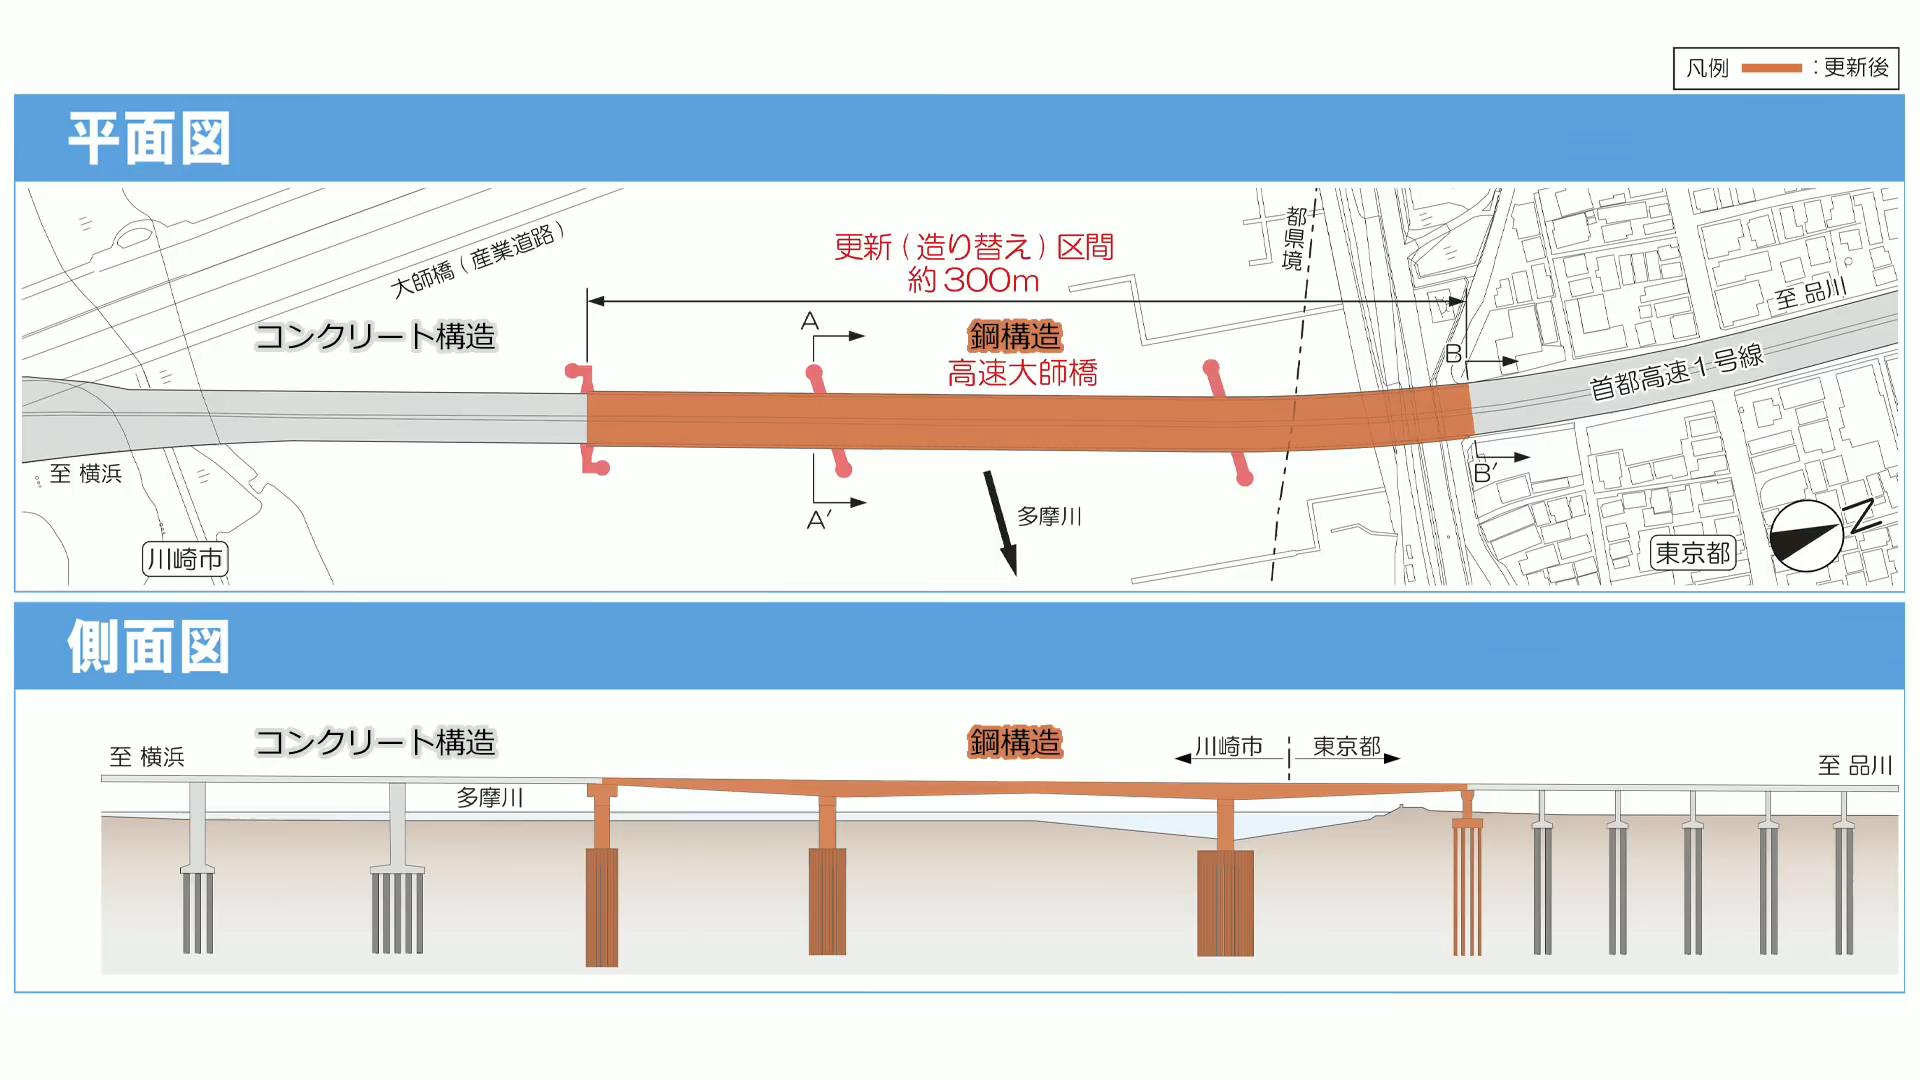 凡例 :更新後
平面図
大師橋(産業道路)
更新(造り替え)区間
約300m
都県境
コンクリート構造
A
鋼構造
高速大師橋
B
至 品川
首都高速1号線
至 横浜
A′
多摩川
B′
川崎市
東京都
N
側面図
至 横浜
コンクリート構造
鋼構造
川崎市
東京都
至 品川
多摩川